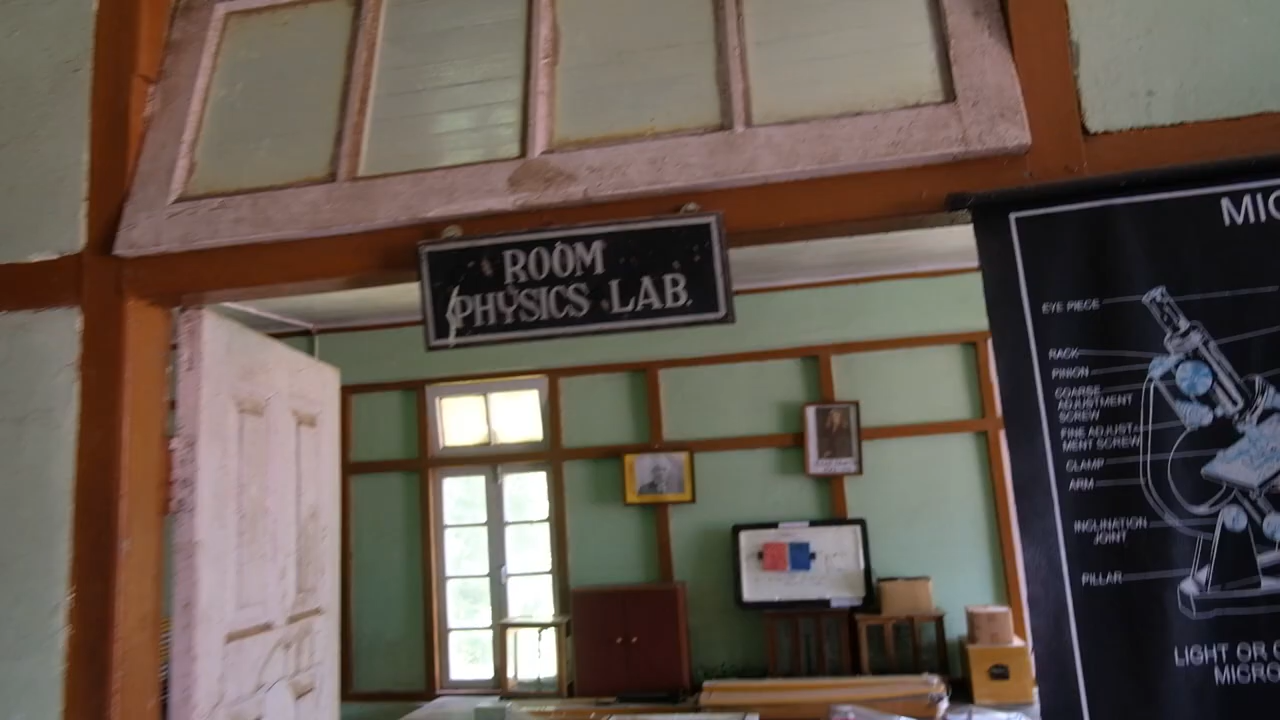 ROOM
PHYSICS LAB.
MIC
EYE PIECE
RACK
PINION
COARSE
ADJUSTMENT
SCREW
FINE ADJUST-
MENT SCREW
CLAMP
ARM
INCLINATION
JOINT
PILLAR
LIGHT OR
MICRO